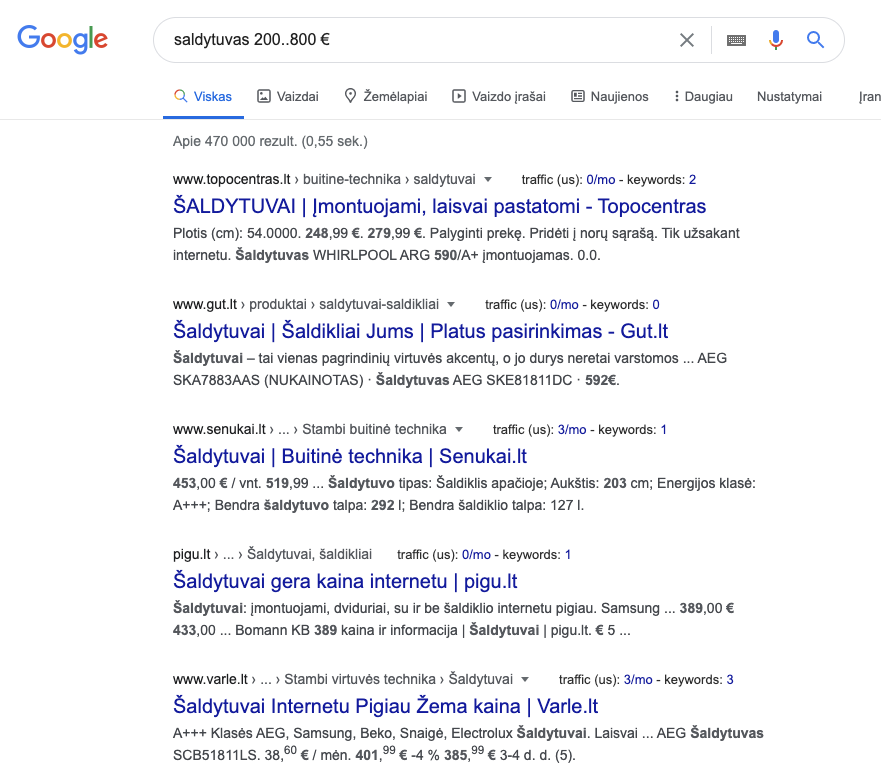 Google
saldytuvas 200..800 €
Viskas Vaizdai Žemėlapiai Vaizdo įrašai Naujienos Daugiau Nustatymai Įran
Apie 470 000 rezult. (0,55 sek.)
www.topocentras.lt › buitine-technika › saldytuvai traffic (us): 0/mo - keywords: 2
ŠALDYTUVAI | Įmontuojami, laisvai pastatomi - Topocentras
Plotis (cm): 54.0000. 248,99 €. 279,99 €. Palyginti prekę. Pridėti į norų sąrašą. Tik užsakant
internetu. Šaldytuvas WHIRLPOOL ARG 590/A+ įmontuojamas. 0.0.
www.gut.lt › produktai › saldytuvai-saldikliai traffic (us): 0/mo - keywords: 0
Šaldytuvai | Šaldikliai Jums | Platus pasirinkimas - Gut.lt
Šaldytuvai – tai vienas pagrindinių virtuvės akcentų, o jo durys neretai varstomos ... AEG
SKA7883AAS (NUKAINOTAS) · Šaldytuvas AEG SKE81811DC · 592€.
www.senukai.lt › ... › Stambi buitinė technika traffic (us): 3/mo - keywords: 1
Šaldytuvai | Buitinė technika | Senukai.lt
453,00 € / vnt. 519,99 ... Šaldytuvo tipas: Šaldiklis apačioje; Aukštis: 203 cm; Energijos klasė:
A+++; Bendra šaldytuvo talpa: 292 l; Bendra šaldiklio talpa: 127 l.
pigu.lt › ... › Šaldytuvai, šaldikliai traffic (us): 0/mo - keywords: 1
Šaldytuvai gera kaina internetu | pigu.lt
Šaldytuvai: įmontuojami, dviduriai, su ir be šaldiklio internetu pigiau. Samsung ... 389,00 €
433,00 ... Bomann KB 389 kaina ir informacija | Šaldytuvai | pigu.lt. € 5 ...
www.varle.lt › ... › Stambi virtuvės technika › Šaldytuvai traffic (us): 3/mo - keywords: 3
Šaldytuvai Internetu Pigiau Žema kaina | Varle.lt
A+++ Klasės AEG, Samsung, Beko, Snaigė, Electrolux Šaldytuvai. Laisvai ... AEG Šaldytuvas
SCB51811LS. 38,60 € / mėn. 401,99 € -4 % 385,99 € 3-4 d. d. (5).